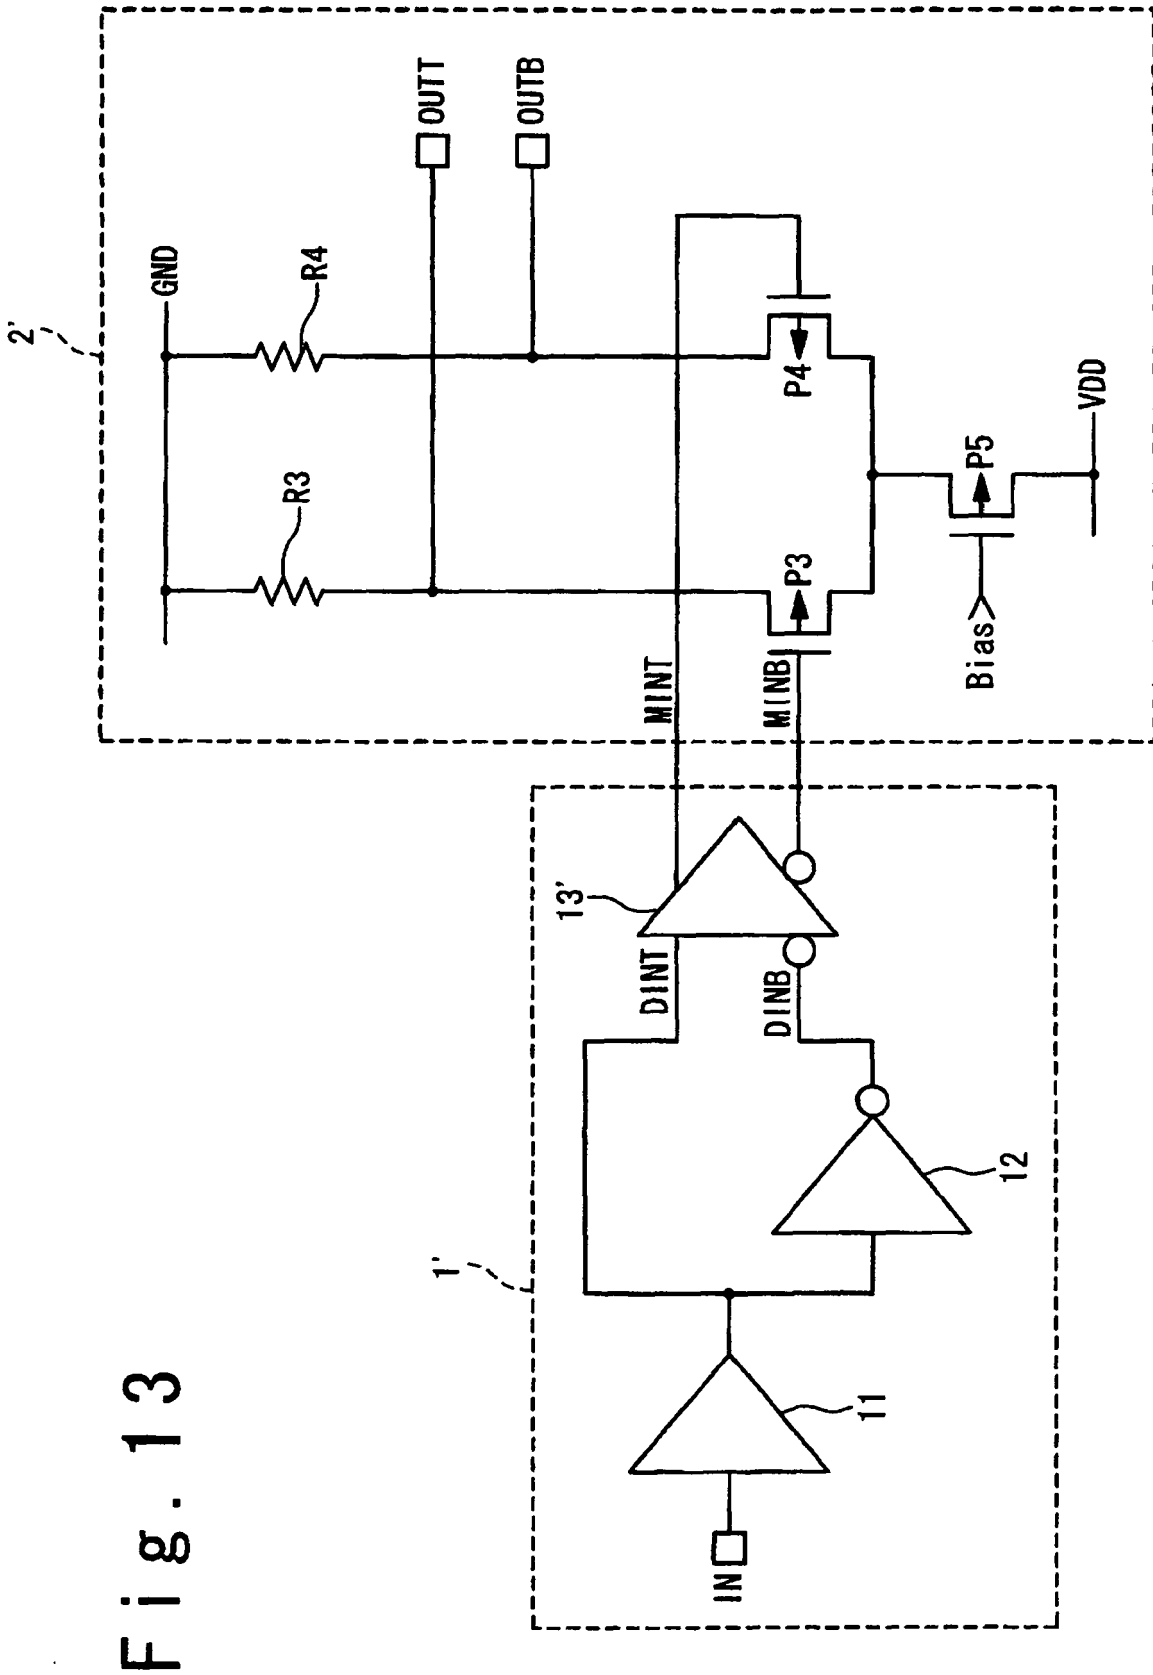 Fig. 13
2'
GND
R3
R4
OUTT
OUTB
1'
13'
MINT
DINT
MINB
P3
P4
DINB
IN
11
12
Bias
P5
VDD